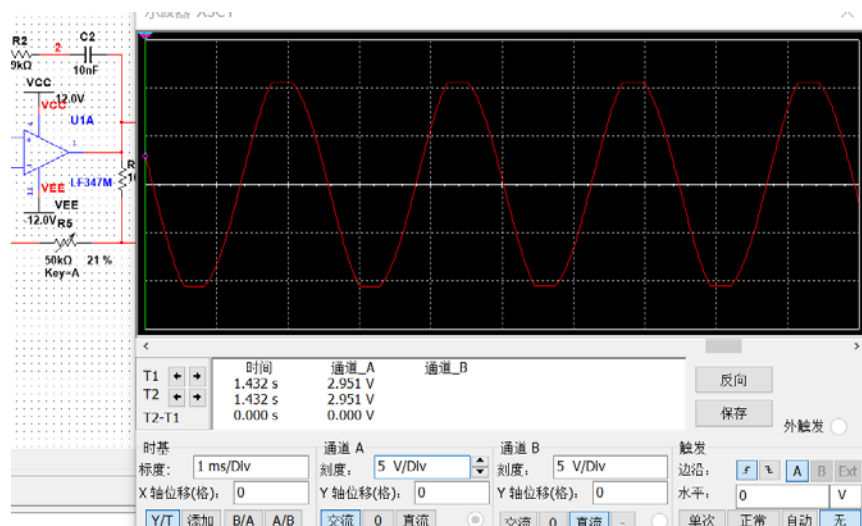 示波器-XSC1
R2
2
C2
9kΩ
10nF
VCC
12.0V
VCC
U1A
4
1
11
VEE
LF347M
VEE
-12.0V
R5
50kΩ 21 %
Key=A
时间 通道_A 通道_B
T1 1.432 s 2.951 V
T2 1.432 s 2.951 V
T2-T1 0.000 s 0.000 V
反向
保存
外触发
时基 通道 A 通道 B 触发
标度: 1 ms/Div 刻度: 5 V/Div 刻度: 5 V/Div 边沿: A B Ext
X 轴位移(格): 0 Y 轴位移(格): 0 Y 轴位移(格): 0 水平: 0 V
Y/T 添加 B/A A/B 交流 0 直流 交流 0 直流 - 单次 正常 自动 无